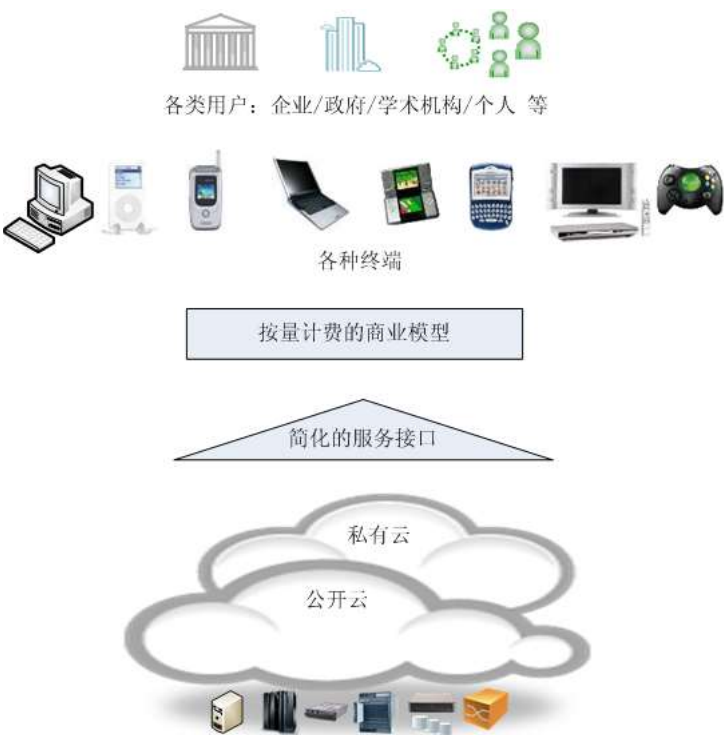 各类用户：企业/政府/学术机构/个人 等
各种终端
按量计费的商业模型
简化的服务接口
私有云
公开云